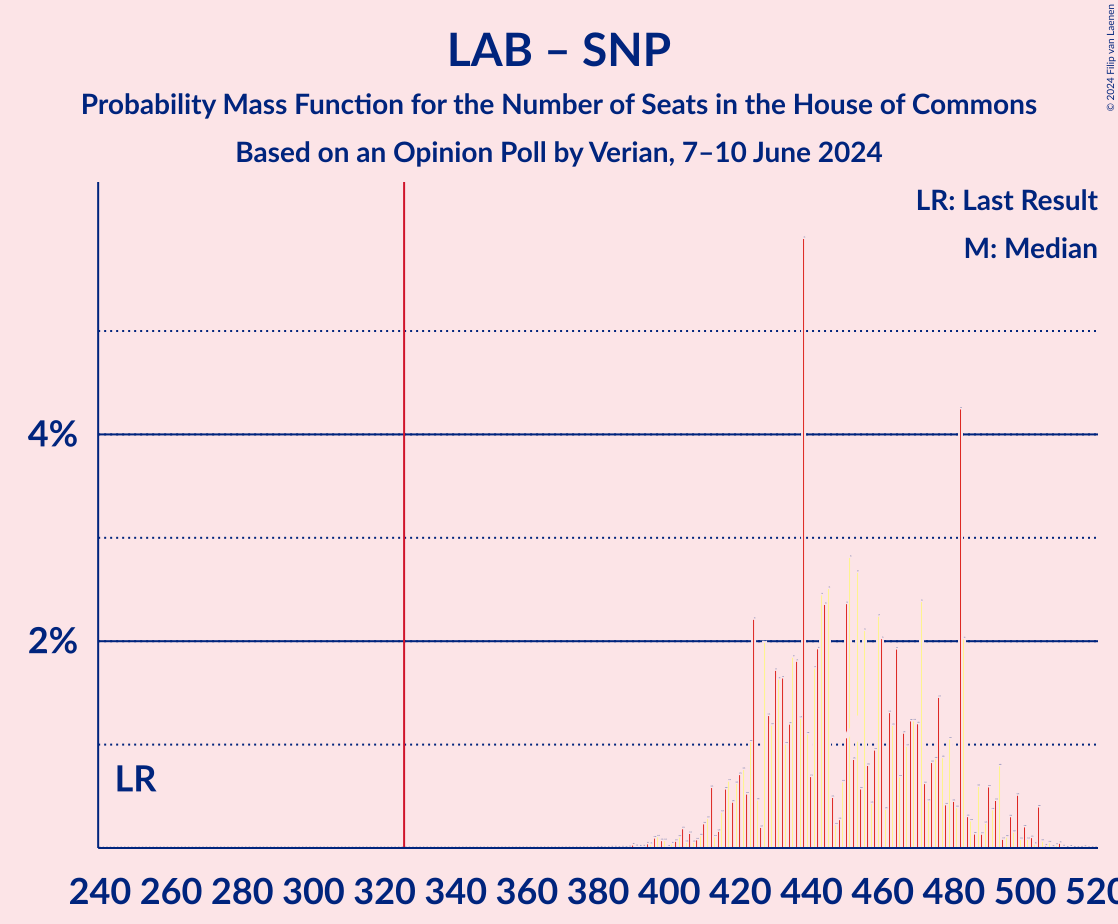 LAB – SNP
Probability Mass Function for the Number of Seats in the House of Commons
Based on an Opinion Poll by Verian, 7–10 June 2024
© 2024 Filip van Laenen
LR: Last Result
M: Median
4%
2%
LR
240 260 280 300 320 340 360 380 400 420 440 460 480 500 520